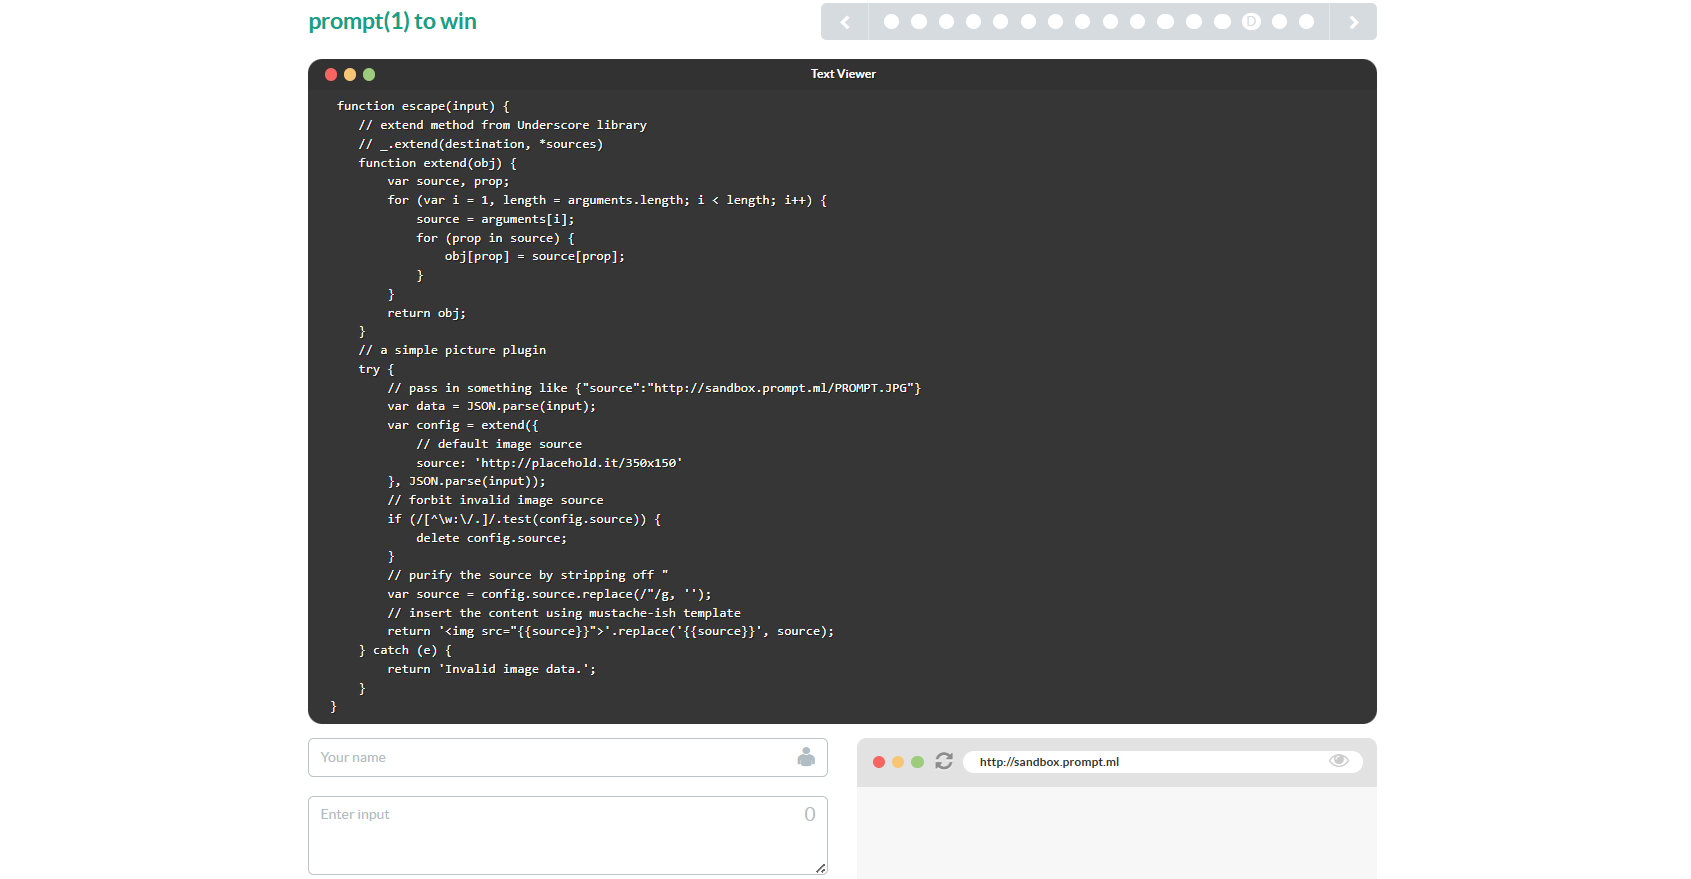 prompt(1) to win
D
Text Viewer
function escape(input) {
    // extend method from Underscore library
    // _.extend(destination, *sources)
    function extend(obj) {
        var source, prop;
        for (var i = 1, length = arguments.length; i < length; i++) {
            source = arguments[i];
            for (prop in source) {
                obj[prop] = source[prop];
            }
        }
        return obj;
    }
    // a simple picture plugin
    try {
        // pass in something like {"source":"http://sandbox.prompt.ml/PROMPT.JPG"}
        var data = JSON.parse(input);
        var config = extend({
            // default image source
            source: 'http://placehold.it/350x150'
        }, JSON.parse(input));
        // forbit invalid image source
        if (/[^\w:\/.]/.test(config.source)) {
            delete config.source;
        }
        // purify the source by stripping off "
        var source = config.source.replace(/"/g, '');
        // insert the content using mustache-ish template
        return '<img src="{{source}}">'.replace('{{source}}', source);
    } catch (e) {
        return 'Invalid image data.';
    }
}
Your name
http://sandbox.prompt.ml
Enter input
0